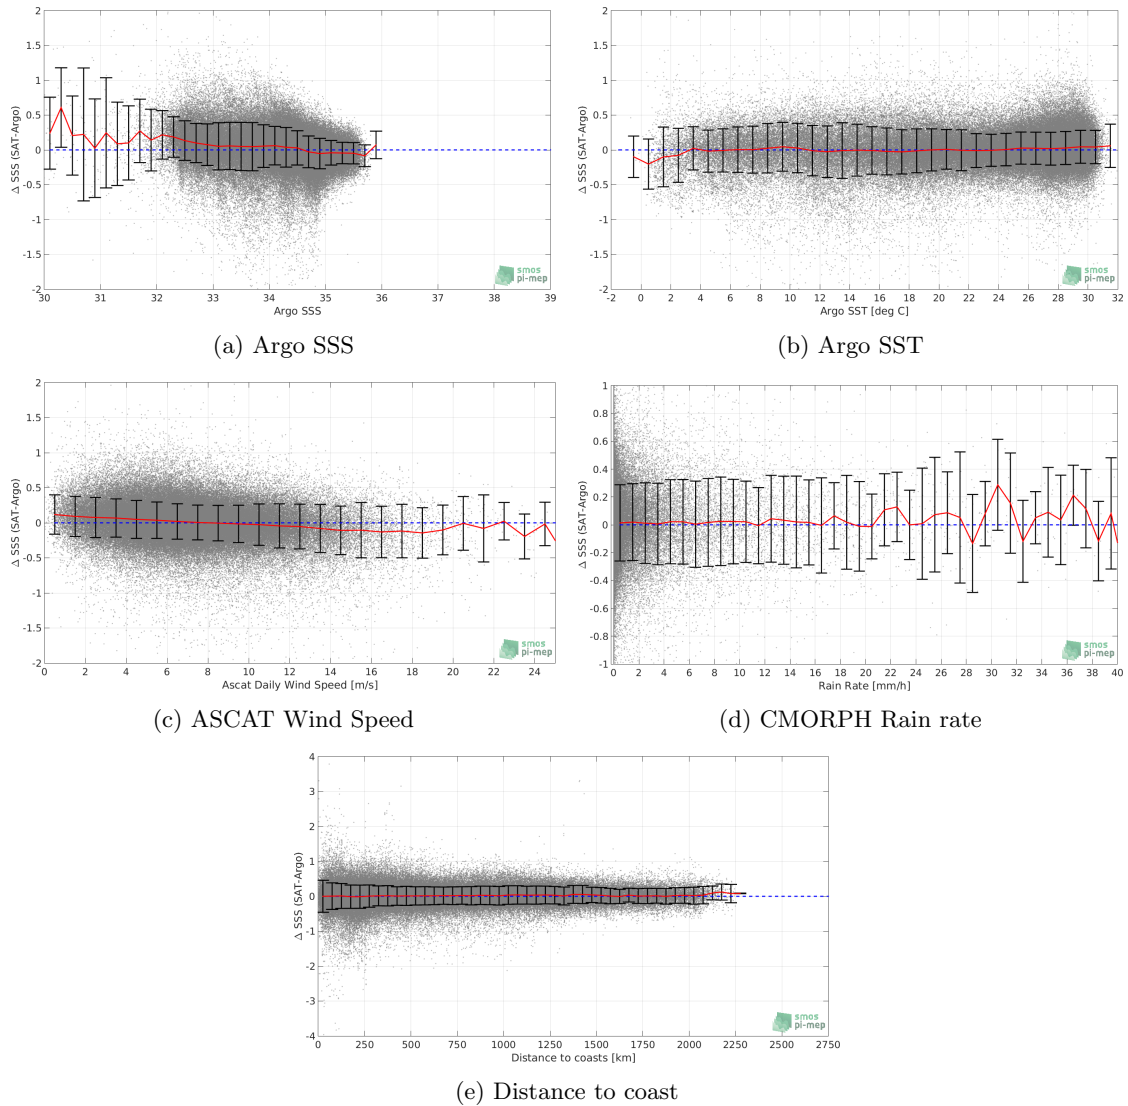 2
1.5
1
0.5
0
-0.5
-1
-1.5
-2
Δ SSS (SAT-Argo)
30 31 32 33 34 35 36 37 38 39
Argo SSS
smos
pi-mep
(a) Argo SSS
2
1.5
1
0.5
0
-0.5
-1
-1.5
-2
Δ SSS (SAT-Argo)
-2 0 2 4 6 8 10 12 14 16 18 20 22 24 26 28 30 32
Argo SST [deg C]
smos
pi-mep
(b) Argo SST
2
1.5
1
0.5
0
-0.5
-1
-1.5
-2
Δ SSS (SAT-Argo)
0 2 4 6 8 10 12 14 16 18 20 22 24
Ascat Daily Wind Speed [m/s]
smos
pi-mep
(c) ASCAT Wind Speed
1
0.8
0.6
0.4
0.2
0
-0.2
-0.4
-0.6
-0.8
-1
Δ SSS (SAT-Argo)
0 2 4 6 8 10 12 14 16 18 20 22 24 26 28 30 32 34 36 38 40
Rain Rate [mm/h]
smos
pi-mep
(d) CMORPH Rain rate
4
3
2
1
0
-1
-2
-3
-4
Δ SSS (SAT-Argo)
0 250 500 750 1000 1250 1500 1750 2000 2250 2500 2750
Distance to coasts [km]
smos
pi-mep
(e) Distance to coast